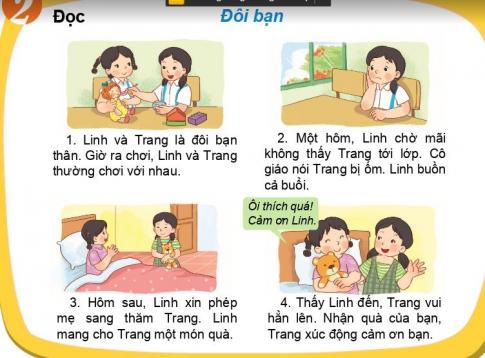 2
Đọc
Đôi bạn
1. Linh và Trang là đôi bạn
thân. Giờ ra chơi, Linh và Trang
thường chơi với nhau.
2. Một hôm, Linh chờ mãi
không thấy Trang tới lớp. Cô
giáo nói Trang bị ốm. Linh buồn
cả buổi.
Ôi thích quá!
Cảm ơn Linh.
3. Hôm sau, Linh xin phép
mẹ sang thăm Trang. Linh
mang cho Trang một món quà.
4. Thấy Linh đến, Trang vui
hẳn lên. Nhận quà của bạn,
Trang xúc động cảm ơn bạn.